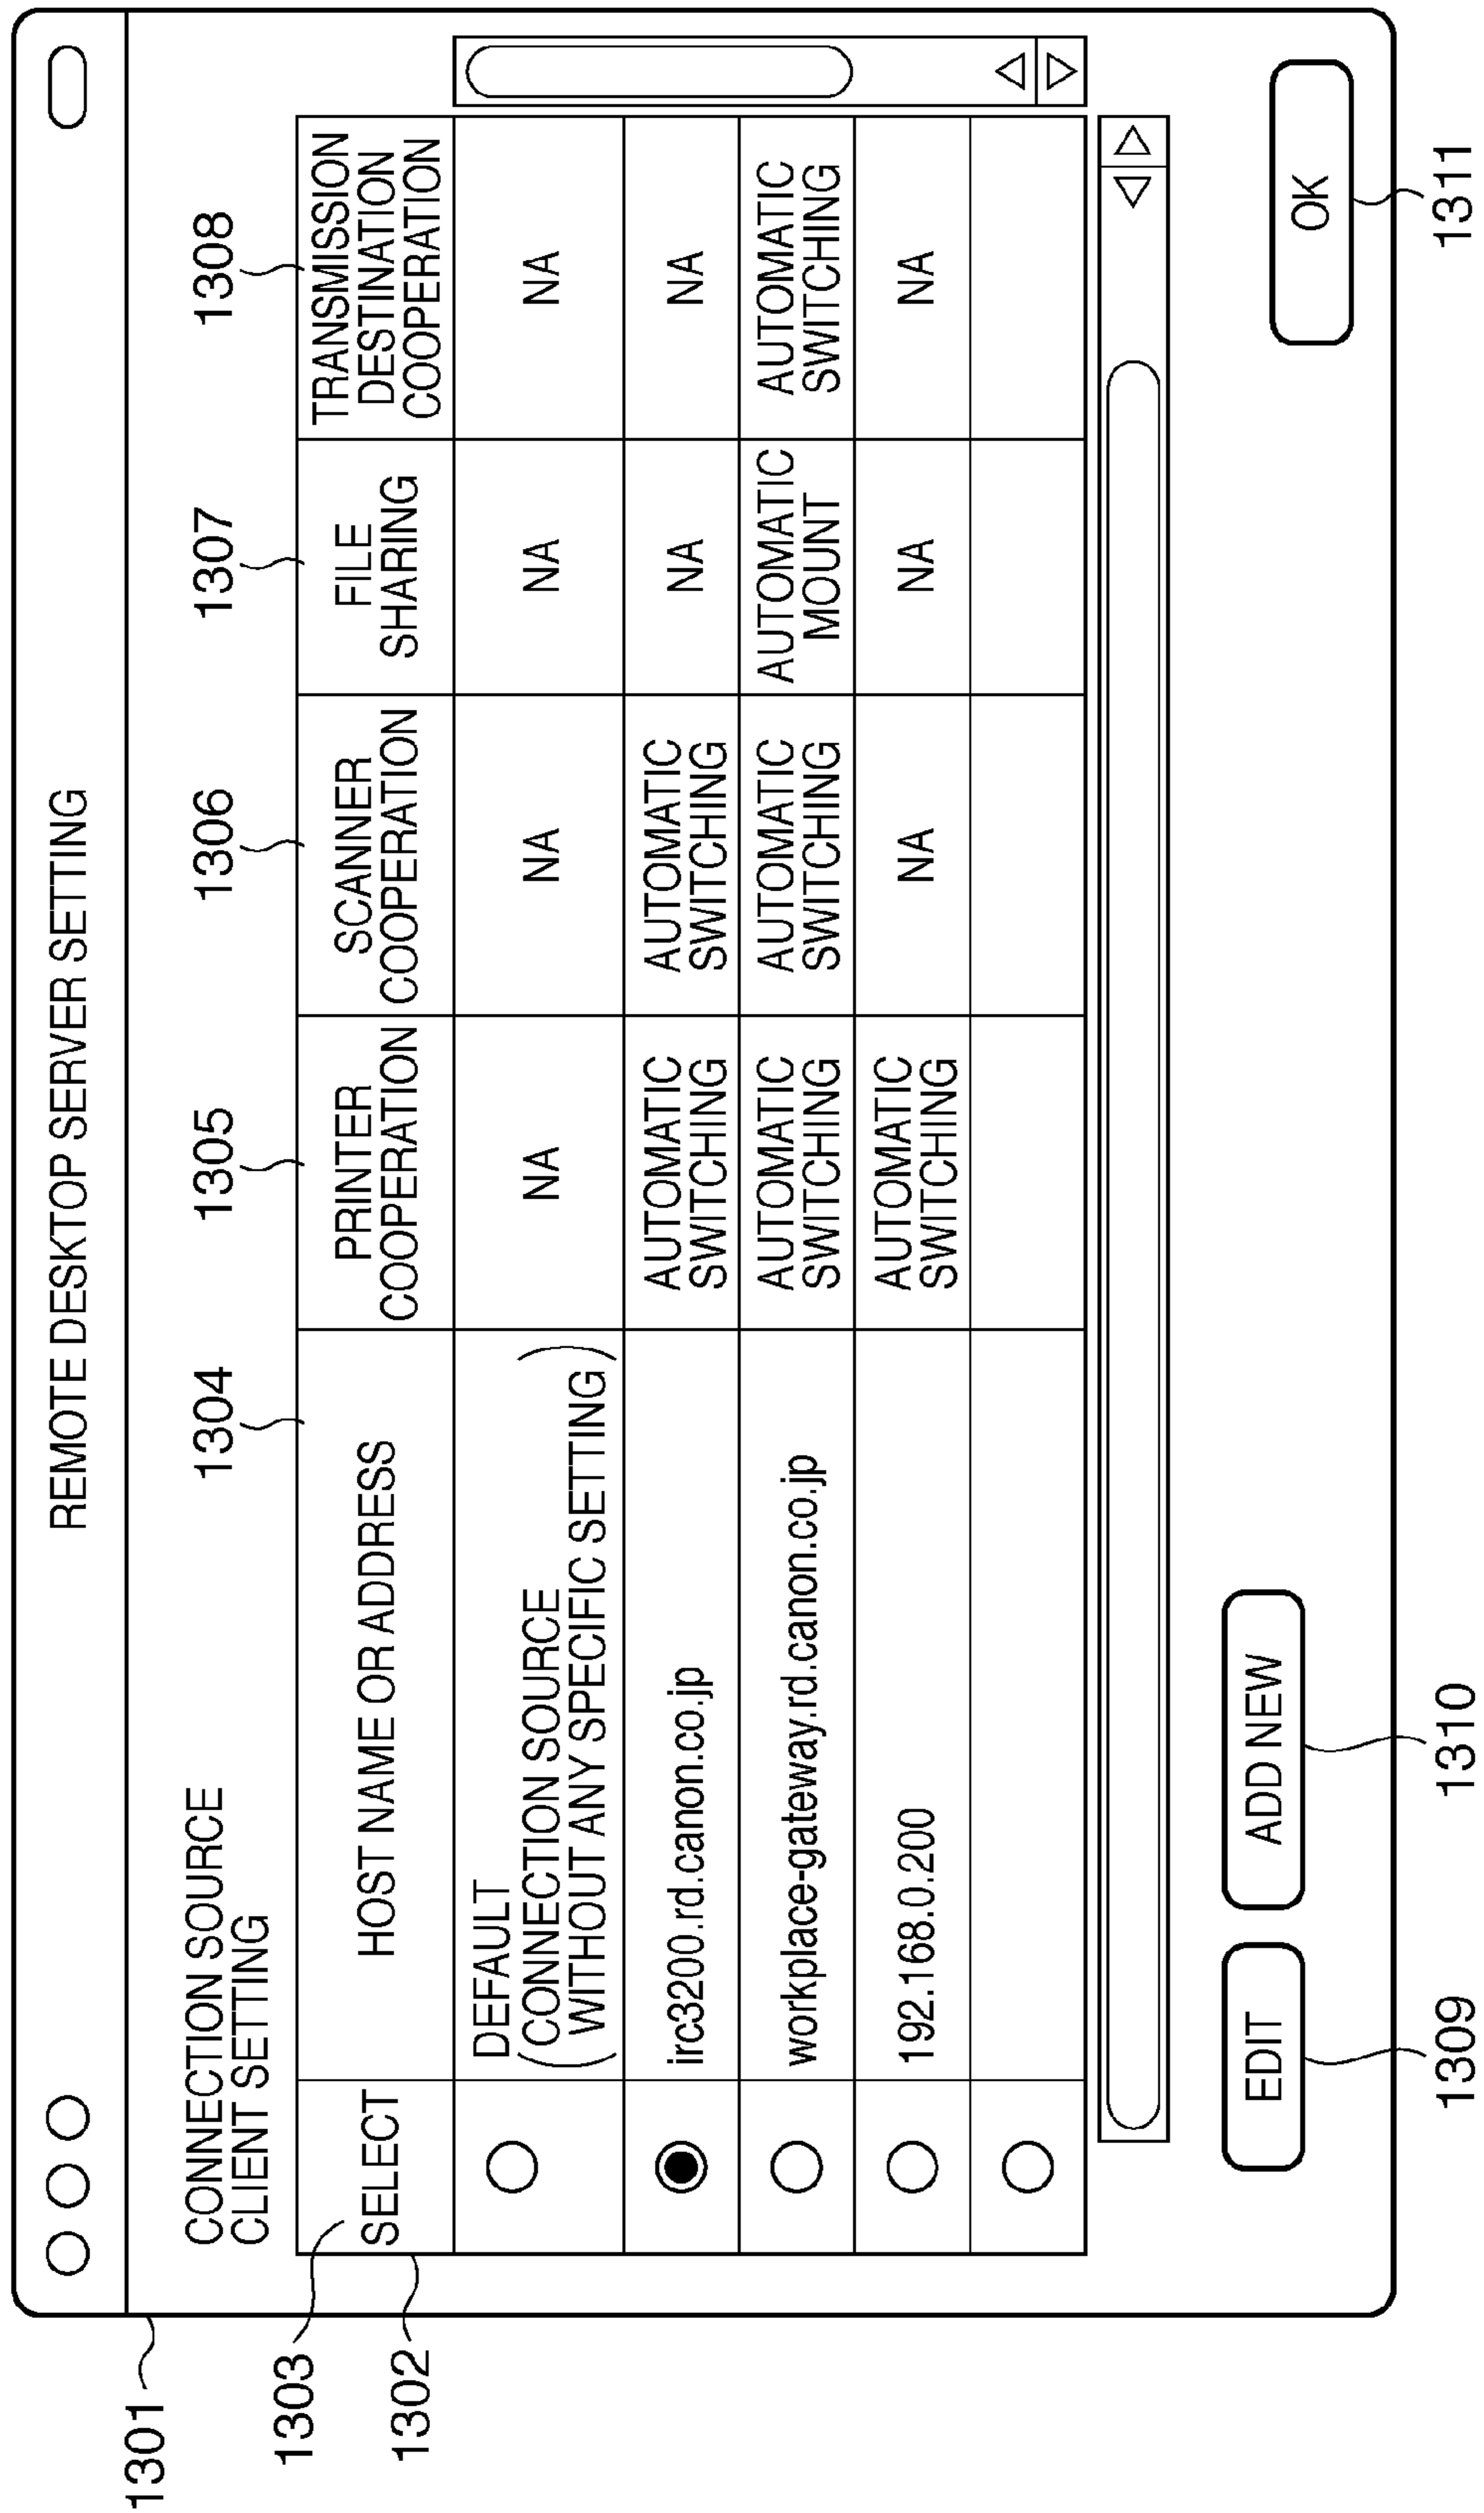 REMOTE DESKTOP SERVER SETTING
1301
CONNECTION SOURCE
CLIENT SETTING
1303
1302
1304
1305
1306
1307
1308
SELECT
HOST NAME OR ADDRESS
PRINTER
COOPERATION
SCANNER
COOPERATION
FILE
SHARING
TRANSMISSION
DESTINATION
COOPERATION
DEFAULT
(CONNECTION SOURCE
WITHOUT ANY SPECIFIC SETTING)
NA
NA
NA
NA
irc3200.rd.canon.co.jp
AUTOMATIC
SWITCHING
AUTOMATIC
SWITCHING
NA
NA
workplace-gateway.rd.canon.co.jp
AUTOMATIC
SWITCHING
AUTOMATIC
SWITCHING
AUTOMATIC
MOUNT
AUTOMATIC
SWITCHING
192.168.0.200
AUTOMATIC
SWITCHING
NA
NA
NA
EDIT
ADD NEW
OK
1309
1310
1311